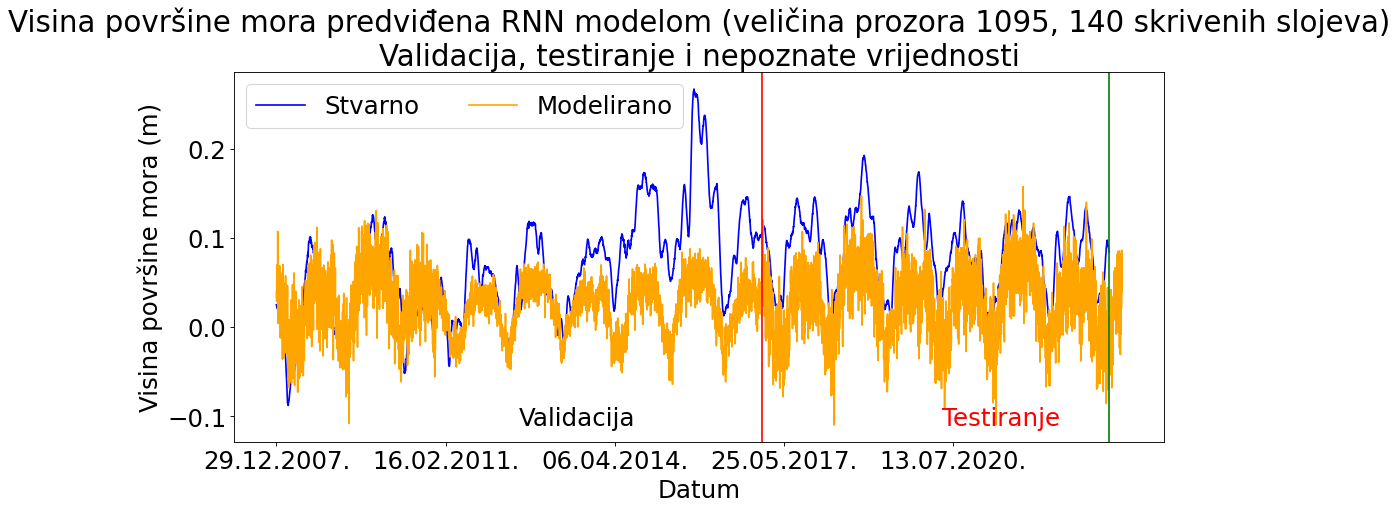 Visina površine mora predviđena RNN modelom (veličina prozora 1095, 140 skrivenih slojeva)
Validacija, testiranje i nepoznate vrijednosti
Stvarno
Modelirano
Visina površine mora (m)
0.2
0.1
0.0
−0.1
Validacija
Testiranje
29.12.2007.
16.02.2011.
06.04.2014.
25.05.2017.
13.07.2020.
Datum